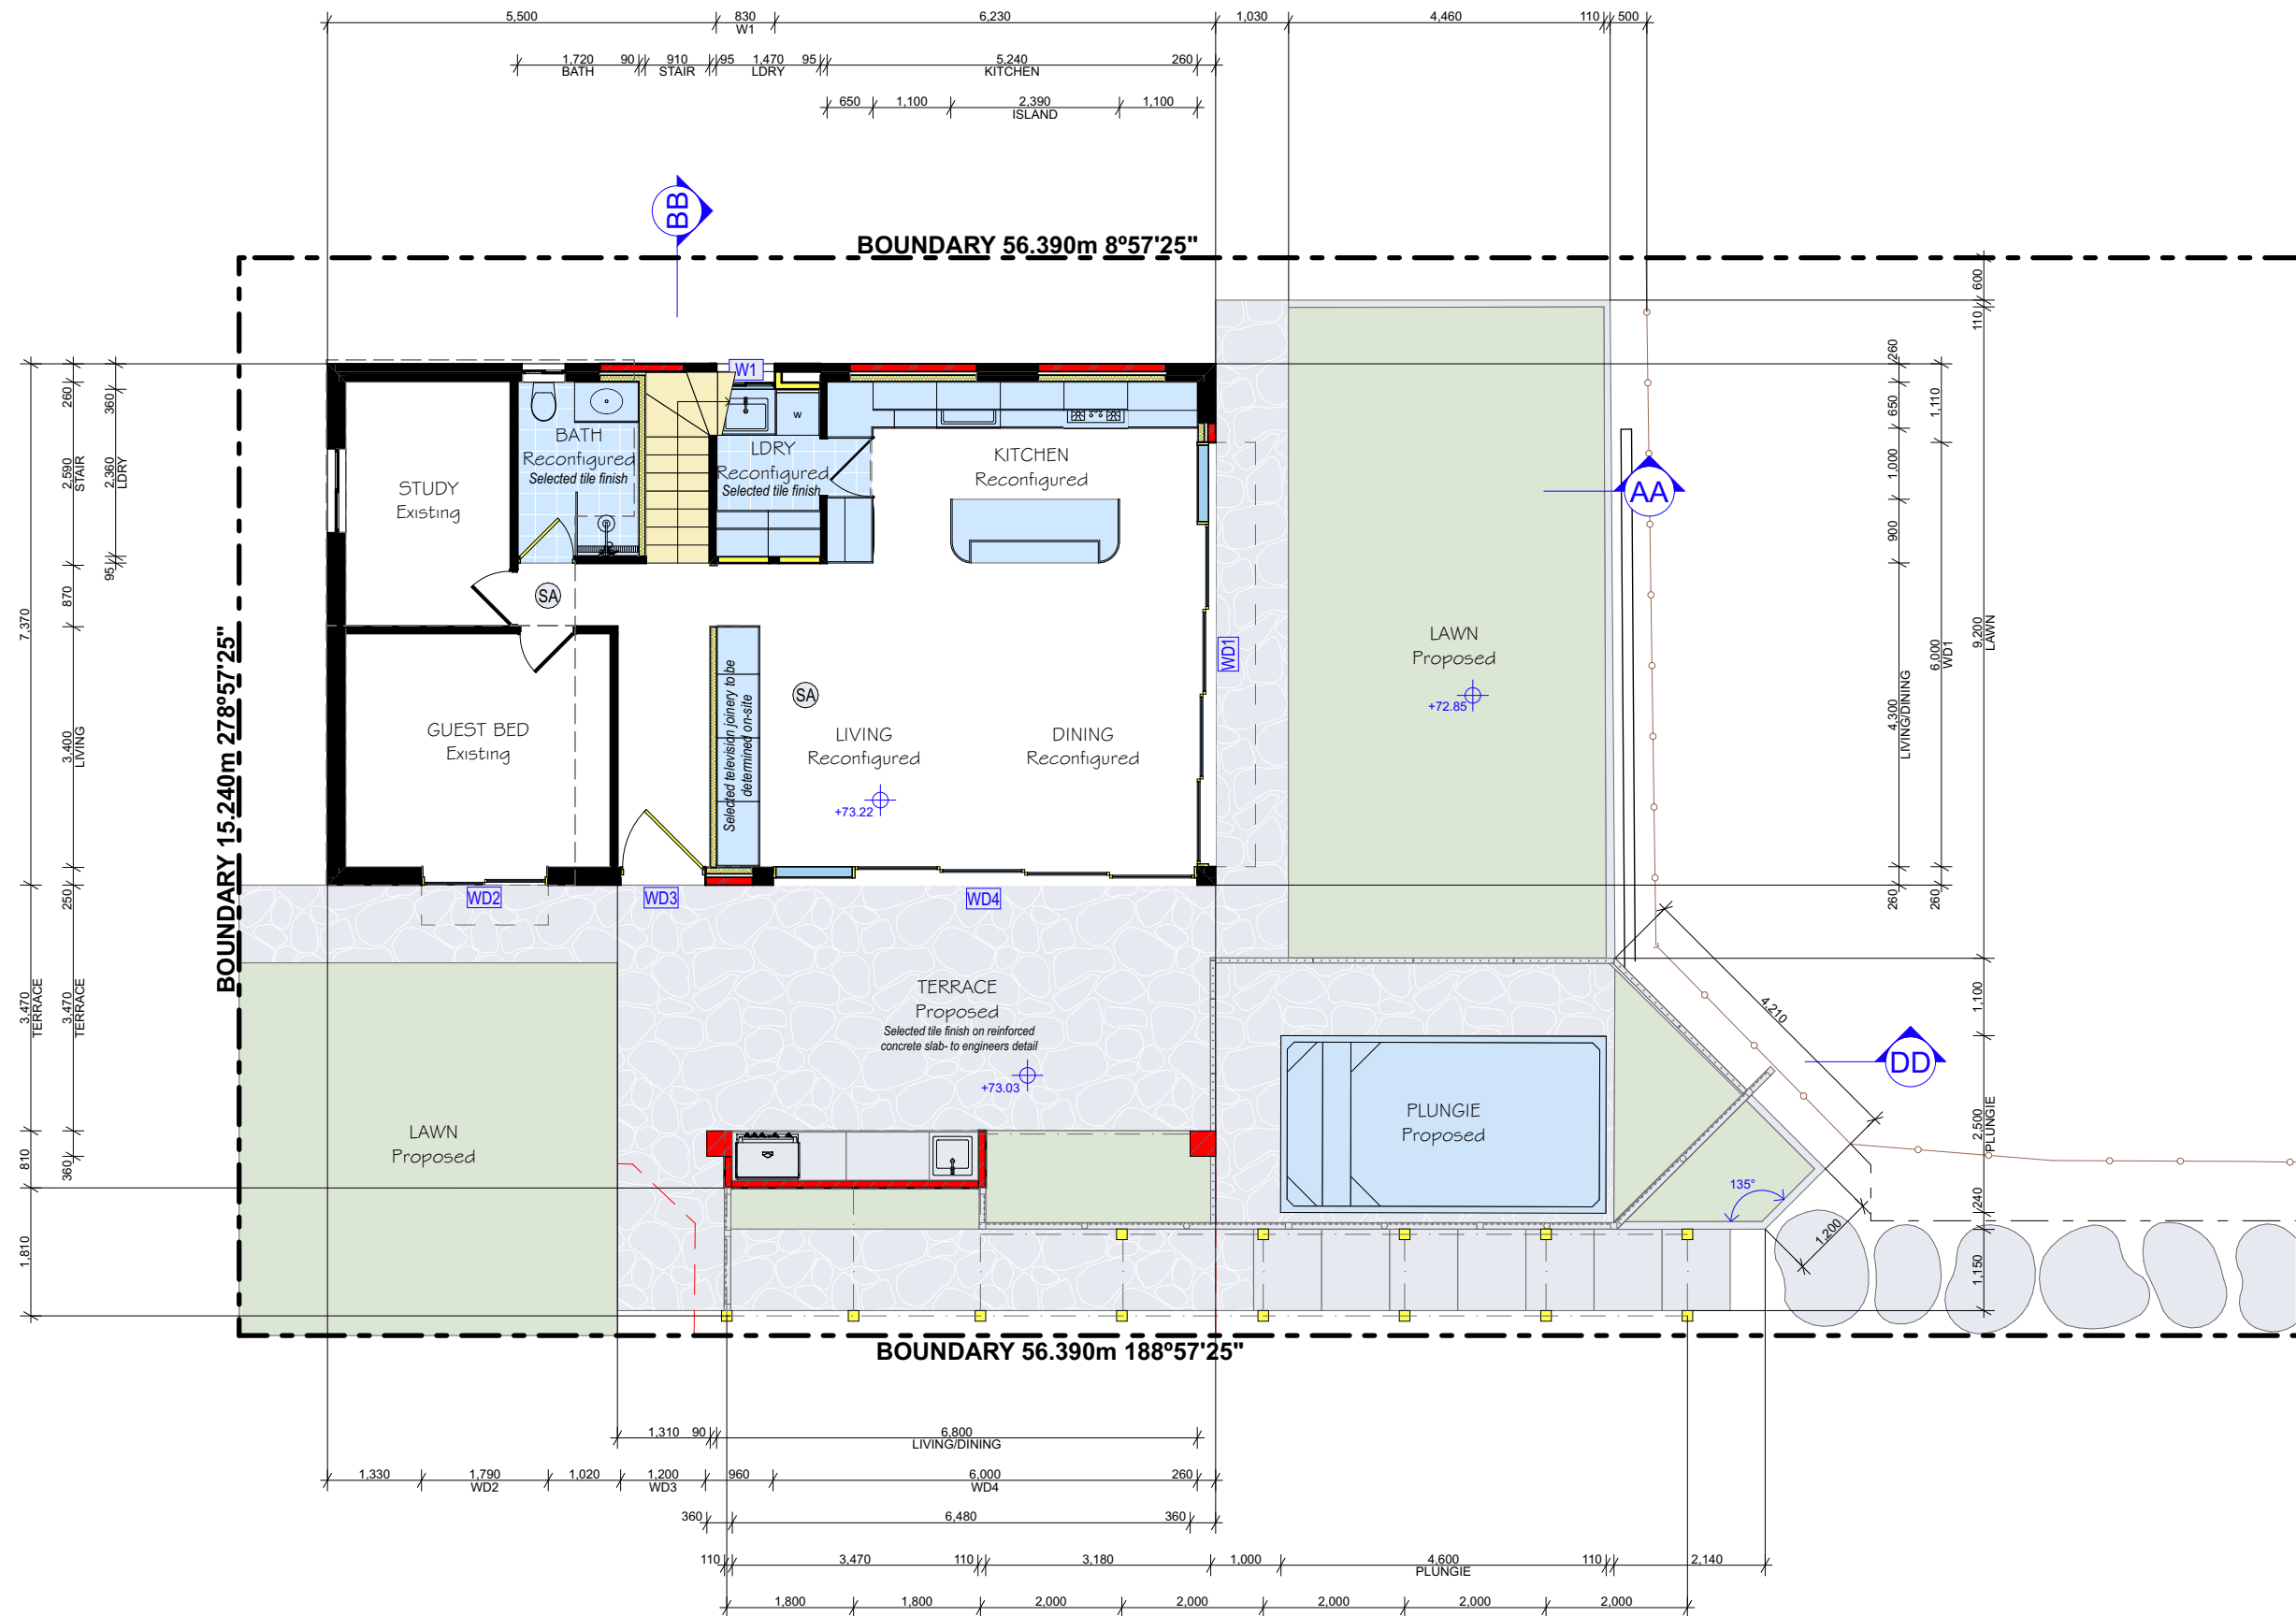 5,500
830
W1
6,230
1,030
4,460
110
500
1,720
BATH
90
910
STAIR
95
1,470
LDRY
95
5,240
KITCHEN
260
650
1,100
2,390
ISLAND
1,100
BB
BOUNDARY 56.390m 8º57'25"
600
110
260
650
1,000
900
4,300
LIVING/DINING
260
1,110
6,000
WD1
260
9,200
LAWN
1,100
2,500
PLUNGIE
240
1,150
7,370
3,470
TERRACE
810
1,810
260
2,590
STAIR
870
3,400
LIVING
250
3,470
TERRACE
360
360
2,360
LDRY
95
BOUNDARY 15.240m 278º57'25"
W1
W
BATH
Reconfigured
Selected tile finish
LDRY
Reconfigured
Selected tile finish
KITCHEN
Reconfigured
STUDY
Existing
SA
AA
GUEST BED
Existing
Selected television joinery to be
determined on-site
SA
LIVING
Reconfigured
+73.22
DINING
Reconfigured
WD1
LAWN
Proposed
+72.85
WD2
WD3
WD4
TERRACE
Proposed
Selected tile finish on reinforced
concrete slab- to engineers detail
+73.03
4,210
DD
LAWN
Proposed
PLUNGIE
Proposed
135°
1,200
BOUNDARY 56.390m 188º57'25"
1,310
90
6,800
LIVING/DINING
1,330
1,790
WD2
1,020
1,200
WD3
960
6,000
WD4
260
360
6,480
360
110
3,470
110
3,180
1,000
4,600
PLUNGIE
110
2,140
1,800
1,800
2,000
2,000
2,000
2,000
2,000